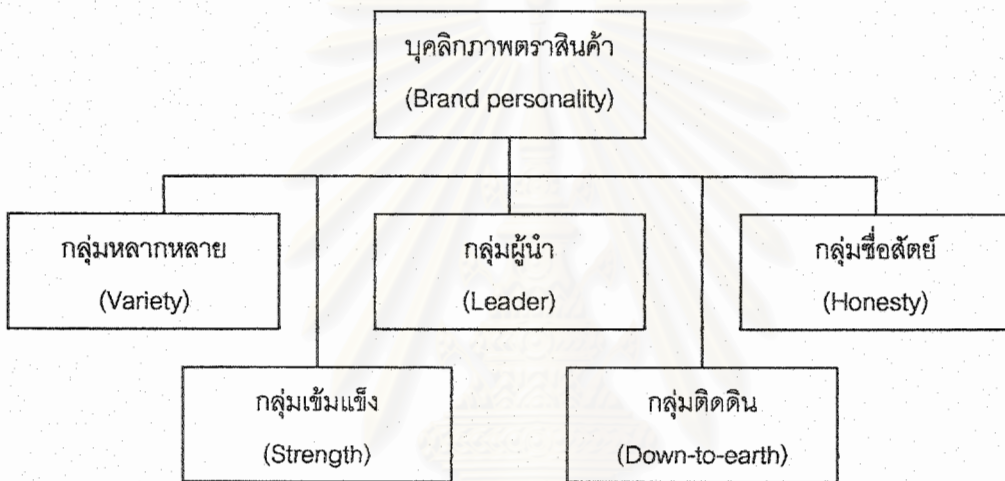 บุคลิกภาพตราสินค้า
(Brand personality)
กลุ่มหลากหลาย
(Variety)
กลุ่มผู้นำ
(Leader)
กลุ่มซื่อสัตย์
(Honesty)
กลุ่มเข้มแข็ง
(Strength)
กลุ่มติดดิน
(Down-to-earth)